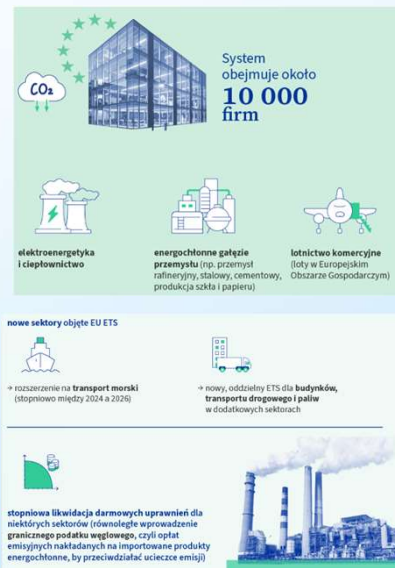 CO₂
System
obejmuje około
10 000
firm
elektroenergetyka
i ciepłownictwo
energochłonne gałęzie
przemysłu (np. przemysł
rafineryjny, stalowy, cementowy,
produkcja szkła i papieru)
lotnictwo komercyjne
(loty w Europejskim
Obszarze Gospodarczym)
nowe sektory objęte EU ETS
→ rozszerzenie na transport morski
(stopniowo między 2024 a 2026)
→ nowy, oddzielny ETS dla budynków,
transportu drogowego i paliw
w dodatkowych sektorach
stopniowa likwidacja darmowych uprawnień dla
niektórych sektorów (równoległe wprowadzenie
granicznego podatku węglowego, czyli opłat
emisyjnych nakładanych na importowane produkty
energochłonne, by przeciwdziałać ucieczce emisji)